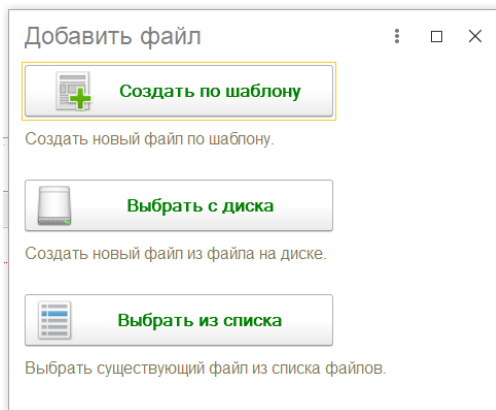 Добавить файл
Создать по шаблону
Создать новый файл по шаблону.
Выбрать с диска
Создать новый файл из файла на диске.
Выбрать из списка
Выбрать существующий файл из списка файлов.